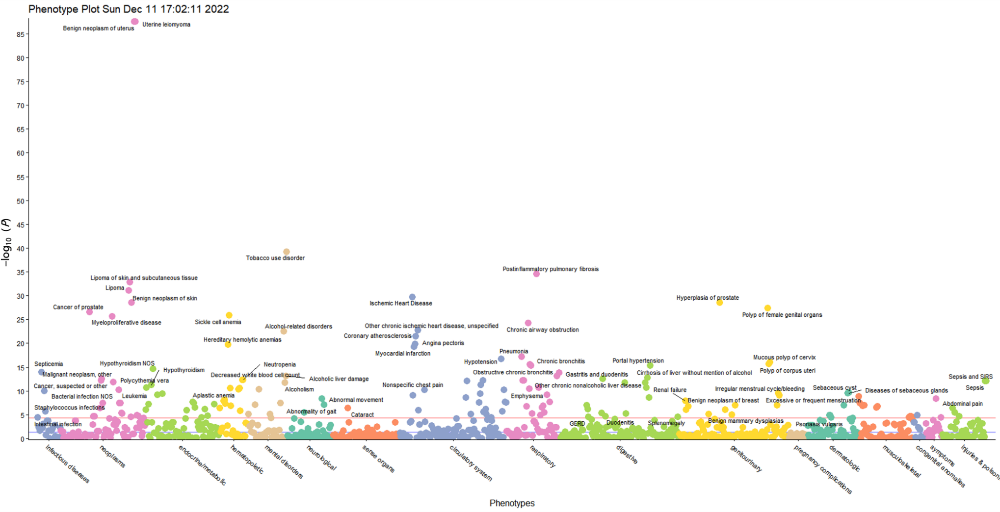 Phenotype Plot Sun Dec 11 17:02:11 2022
Uterine leiomyoma
Benign neoplasm of uterus
85
80
75
70
65
60
55
50
45
40
35
30
25
20
15
10
5
0
−log10 (P)
Tobacco use disorder
Postinflammatory pulmonary fibrosis
Lipoma of skin and subcutaneous tissue
Lipoma
Benign neoplasm of skin
Hyperplasia of prostate
Ischemic Heart Disease
Cancer of prostate
Polyp of female genital organs
Myeloproliferative disease
Sickle cell anemia
Alcohol-related disorders
Other chronic ischemic heart disease, unspecified
Chronic airway obstruction
Coronary atherosclerosis
Hereditary hemolytic anemias
Angina pectoris
Myocardial infarction
Pneumonia
Mucous polyp of cervix
Hypotension
Chronic bronchitis
Portal hypertension
Septicemia
Hypothyroidism NOS
Neutropenia
Hypothyroidism
Polyp of corpus uteri
Obstructive chronic bronchitis
Gastritis and duodenitis
Cirrhosis of liver without mention of alcohol
Malignant neoplasm, other
Decreased white blood cell count
Sepsis and SIRS
Polycythemia vera
Alcoholic liver damage
Cancer, suspected or other
Nonspecific chest pain
Other chronic nonalcoholic liver disease
Alcoholism
Renal failure
Irregular menstrual cycle/bleeding
Sebaceous cyst
Diseases of sebaceous glands
Sepsis
Bacterial infection NOS
Leukemia
Aplastic anemia
Emphysema
Abnormal movement
Benign neoplasm of breast
Excessive or frequent menstruation
Abdominal pain
Staphylococcus infections
Abnormality of gait
Cataract
Intestinal infection
GERD
Duodenitis
Splenomegaly
Benign mammary dysplasias
Psoriasis vulgaris
infectious diseases
neoplasms
endocrine/metabolic
hematopoietic
mental disorders
neurological
sense organs
circulatory system
respiratory
digestive
genitourinary
pregnancy complications
dermatologic
musculoskeletal
congenital anomalies
symptoms
injuries & poison
Phenotypes